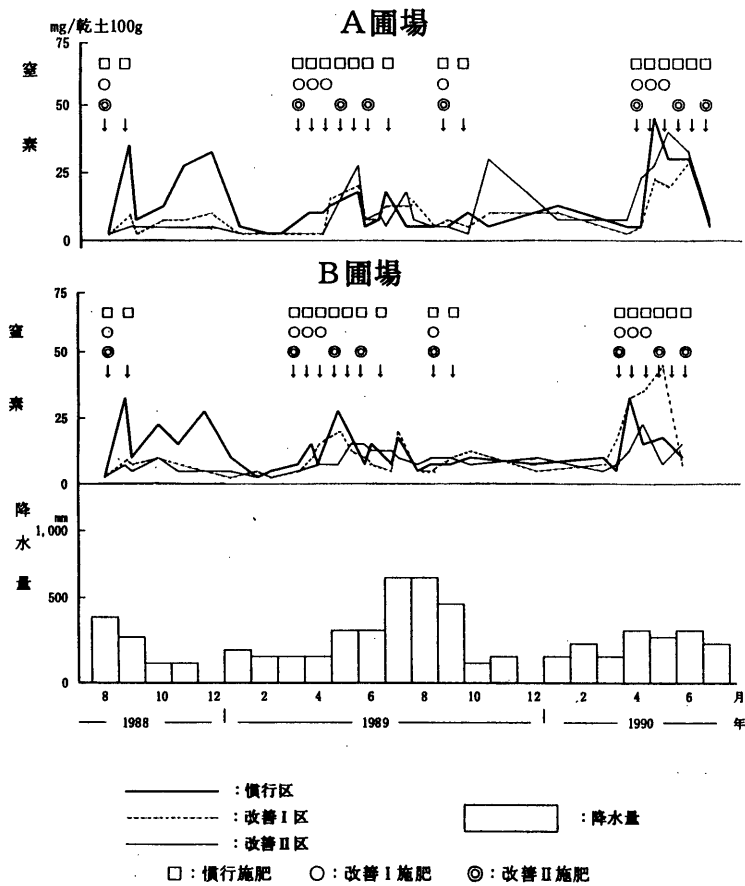 mg/乾土100g
A圃場
75
窒
50
素
25
0
B圃場
75
窒
50
素
25
0
降
水
量
mm
1,000
500
0
8 10 12 2 4 6 8 10 12 2 4 6 月
1988 1989 1990 年
：慣行区
：改善Ⅰ区
：改善Ⅱ区
：降水量
□：慣行施肥 ○：改善Ⅰ施肥 ◎：改善Ⅱ施肥